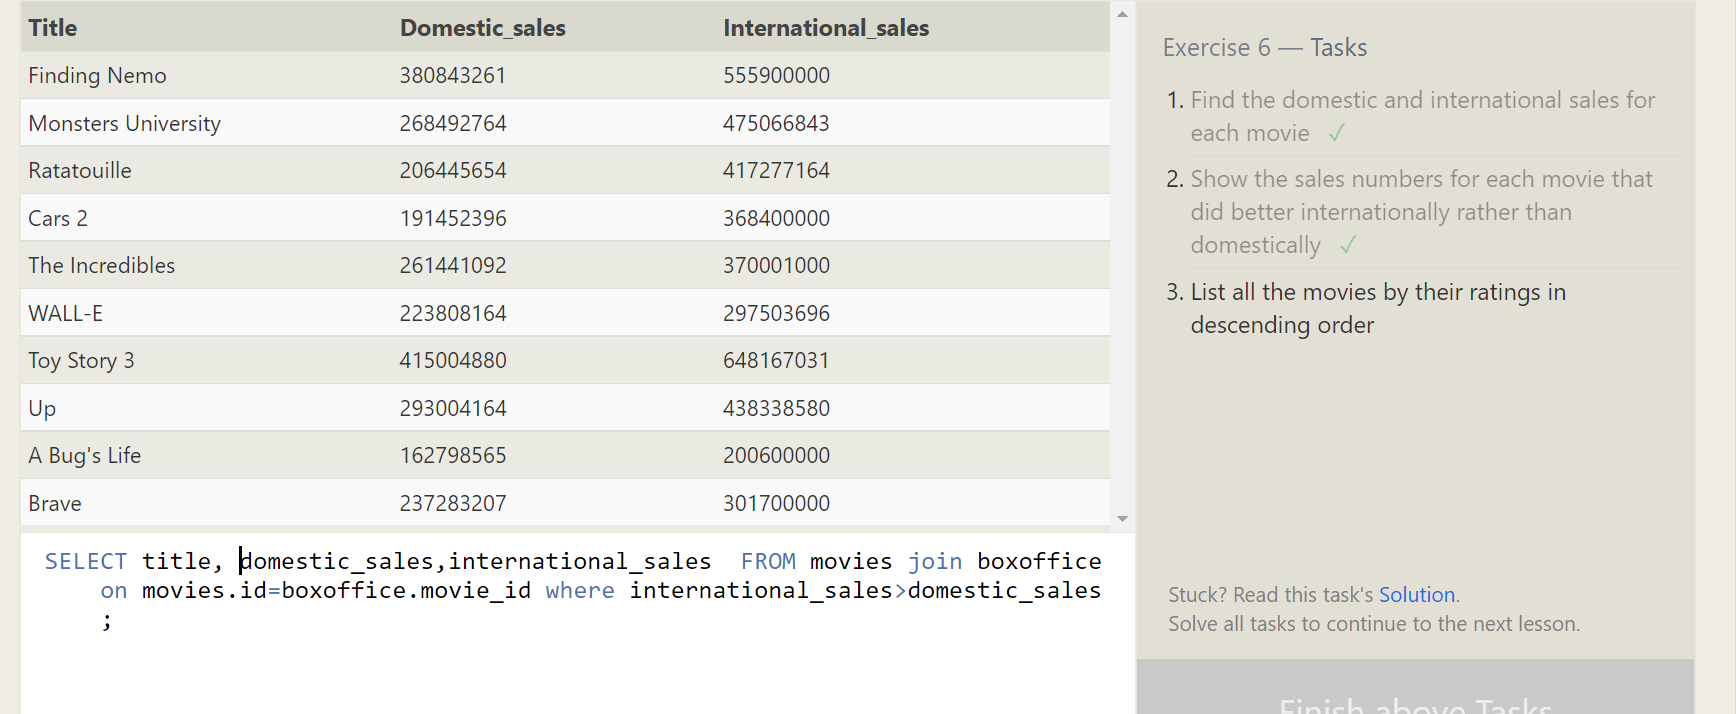 Title Domestic_sales International_sales
Finding Nemo 380843261 555900000
Monsters University 268492764 475066843
Ratatouille 206445654 417277164
Cars 2 191452396 368400000
The Incredibles 261441092 370001000
WALL-E 223808164 297503696
Toy Story 3 415004880 648167031
Up 293004164 438338580
A Bug's Life 162798565 200600000
Brave 237283207 301700000
SELECT title, domestic_sales,international_sales  FROM movies join boxoffice
on movies.id=boxoffice.movie_id where international_sales>domestic_sales
;
Exercise 6 — Tasks
1. Find the domestic and international sales for
each movie ✓
2. Show the sales numbers for each movie that
did better internationally rather than
domestically ✓
3. List all the movies by their ratings in
descending order
Stuck? Read this task's Solution.
Solve all tasks to continue to the next lesson.
Finish above Tasks